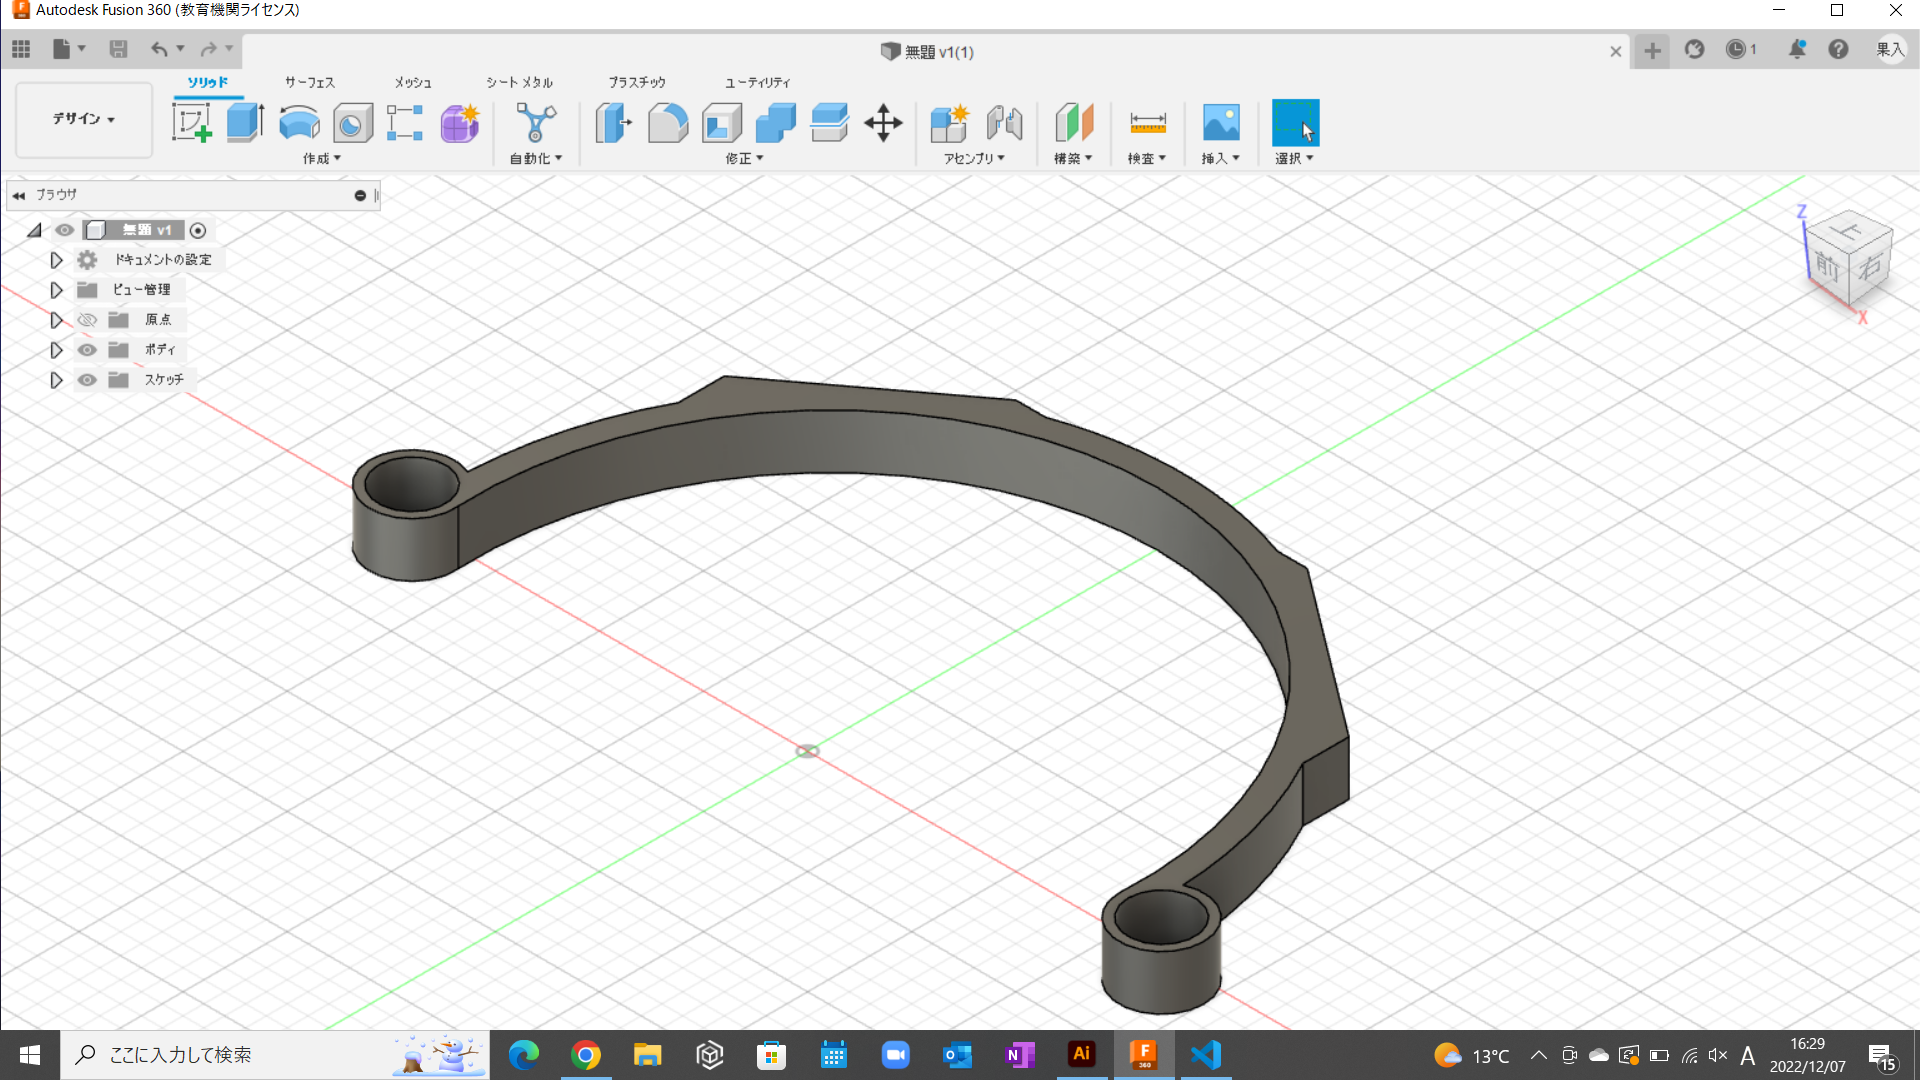 Autodesk Fusion 360 (教育機関ライセンス)
無題 v1(1)
1
果入
デザイン
ソリッド
サーフェス
メッシュ
シート メタル
プラスチック
ユーティリティ
作成
自動化
修正
アセンブリ
構築
検査
挿入
選択
ブラウザ
無題 v1
ドキュメントの設定
ビュー管理
原点
ボディ
スケッチ
Z
上
前
右
X
ここに入力して検索
N
Ai
F
360
13°C
A
16:29
2022/12/07
15